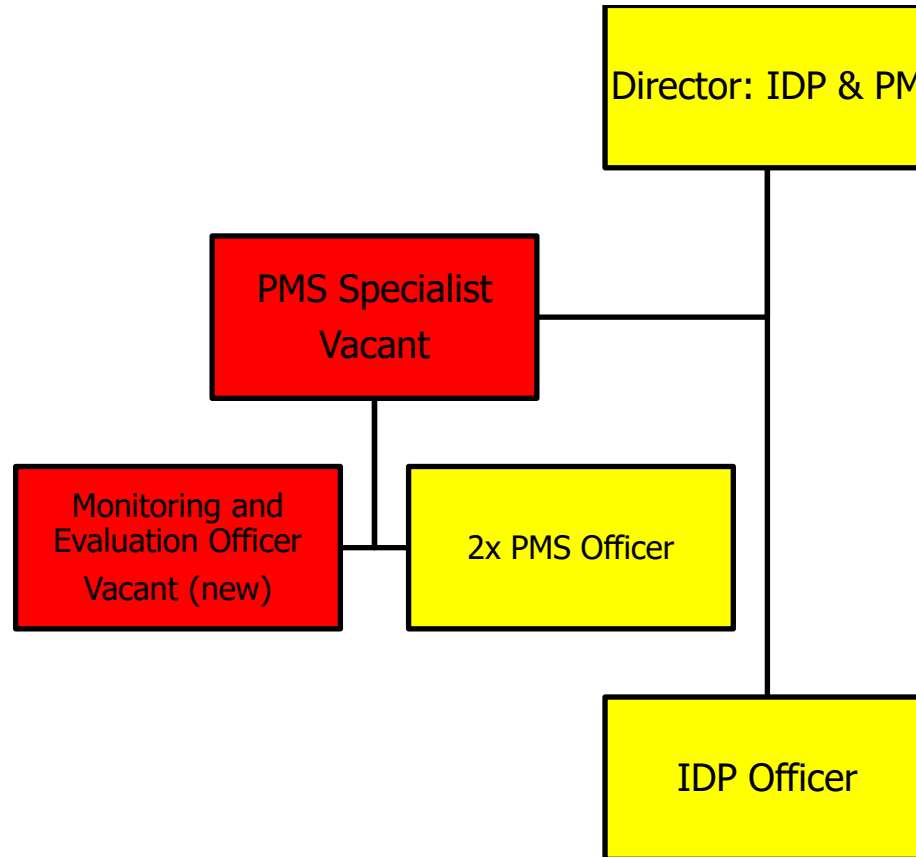 Director: IDP & PM
PMS Specialist
Vacant
Monitoring and
Evaluation Officer
Vacant (new)
2x PMS Officer
IDP Officer